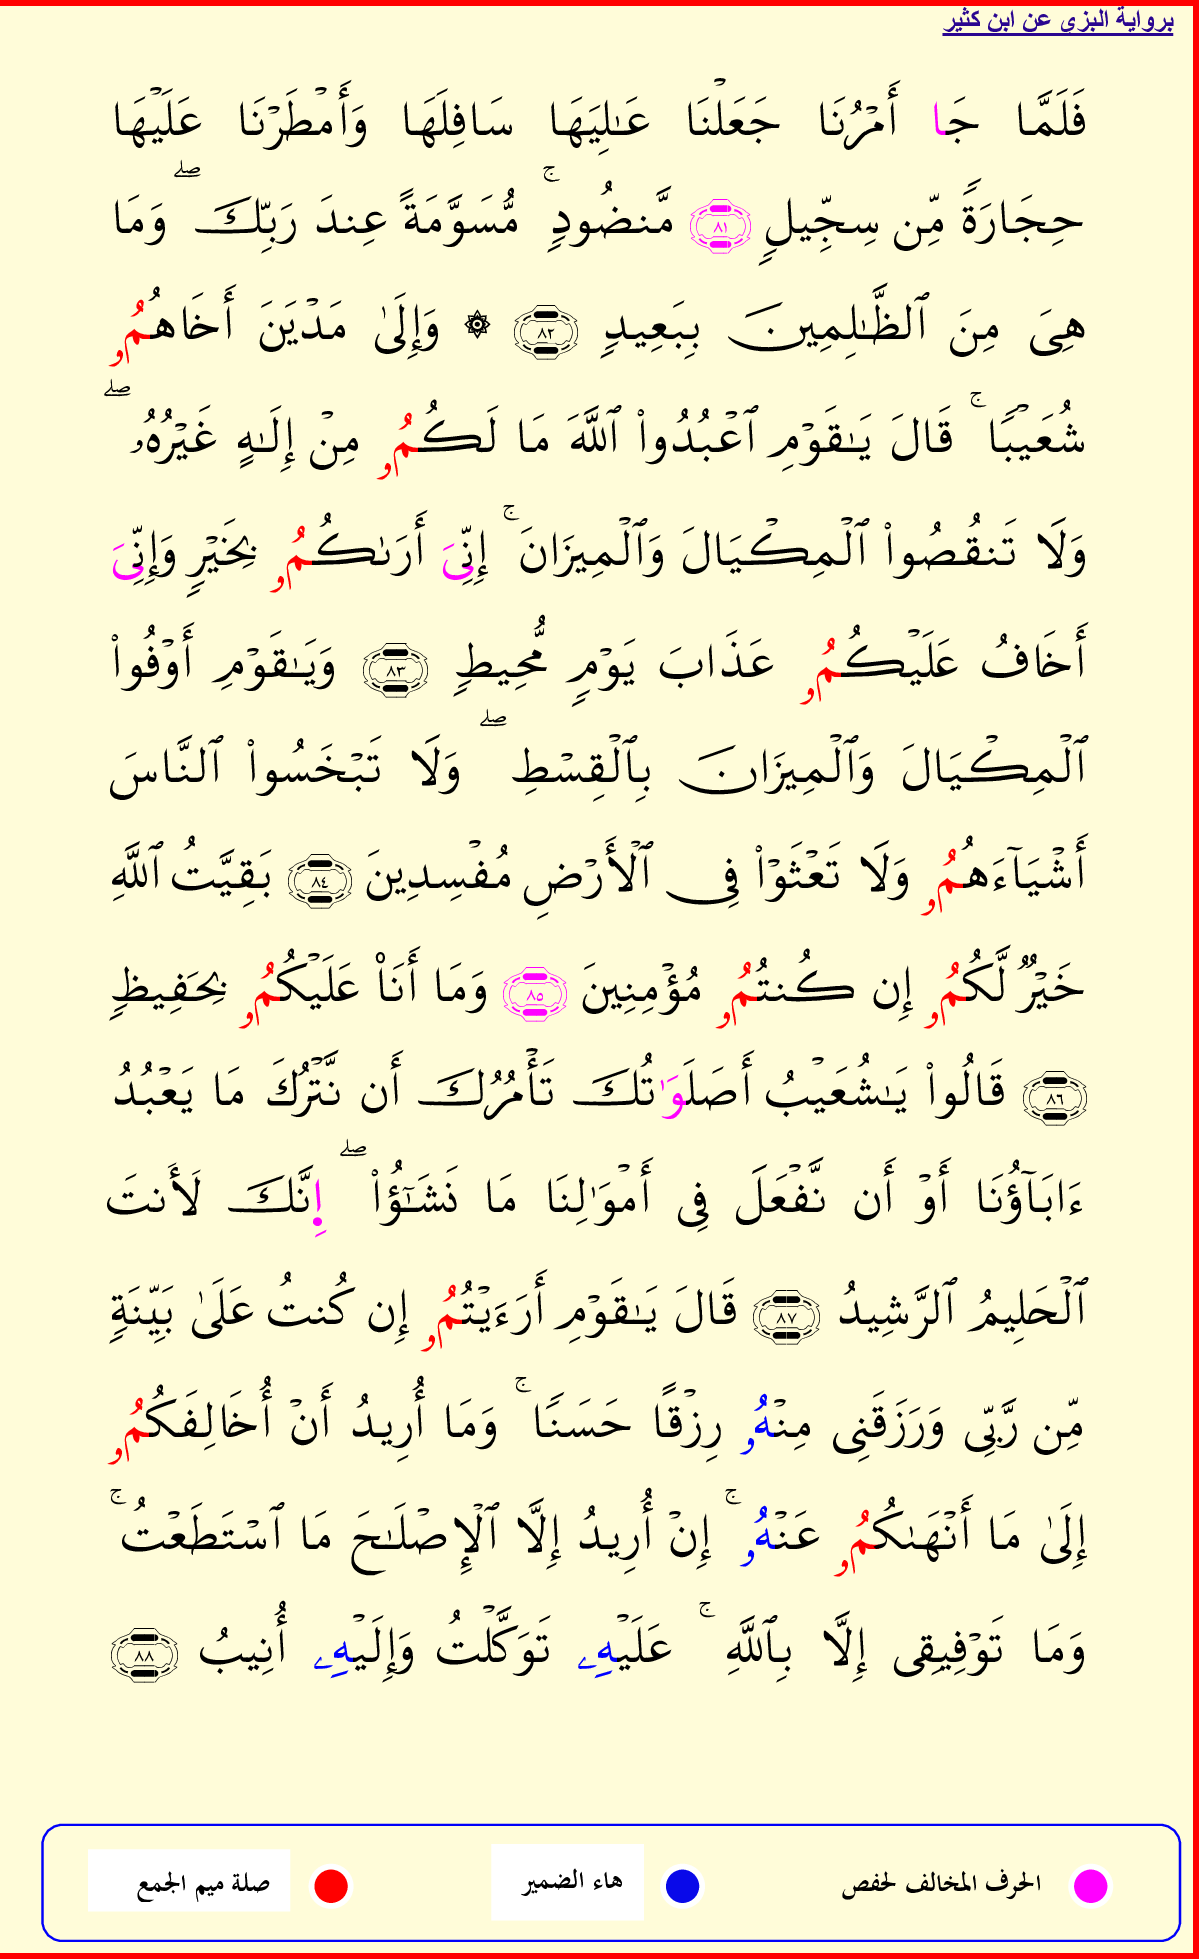 برواية البزي عن ابن كثير
فَلَمَّا جَا أَمۡرُنَا جَعَلۡنَا عَـٰلِيَهَا سَافِلَهَا وَأَمۡطَرۡنَا عَلَيۡهَا
حِجَارَةٗ مِّن سِجِّيلٖ ٨١ مَّنضُودٖ ۚ مُّسَوَّمَةً عِندَ رَبِّكَ ۖ وَمَا
هِىَ مِنَ ٱلظَّـٰلِمِينَ بِبَعِيدٖ ٨٢ ۞ وَإِلَىٰ مَدۡيَنَ أَخَاهُمُۥ
شُعَيۡبٗا ۚ قَالَ يَـٰقَوۡمِ ٱعۡبُدُوا۟ ٱللَّهَ مَا لَكُمُۥ مِنۡ إِلَـٰهٍ غَيۡرُهُۥ ۖ
وَلَا تَنقُصُوا۟ ٱلۡمِكۡيَالَ وَٱلۡمِيزَانَ ۚ إِنِّىَ أَرَىٰكُمُۥ بِخَيۡرٖ وَإِنِّىَ
أَخَافُ عَلَيۡكُمُۥ عَذَابَ يَوۡمٖ مُّحِيطٖ ٨٣ وَيَـٰقَوۡمِ أَوۡفُوا۟
ٱلۡمِكۡيَالَ وَٱلۡمِيزَانَ بِٱلۡقِسۡطِ ۖ وَلَا تَبۡخَسُوا۟ ٱلنَّاسَ
أَشۡيَآءَهُمُۥ وَلَا تَعۡثَوۡا۟ فِى ٱلۡأَرۡضِ مُفۡسِدِينَ ٨٤ بَقِيَّتُ ٱللَّهِ
خَيۡرٞ لَّكُمُۥ إِن كُنتُمُۥ مُؤۡمِنِينَ ٨٥ وَمَا أَنَا۠ عَلَيۡكُمُۥ بِحَفِيظٖ
٨٦ قَالُوا۟ يَـٰشُعَيۡبُ أَصَلَوَٰتُكَ تَأۡمُرُكَ أَن نَّتۡرُكَ مَا يَعۡبُدُ
ءَابَآؤُنَا أَوۡ أَن نَّفۡعَلَ فِى أَمۡوَٰلِنَا مَا نَشَـٰٓؤُا۟ ۖ إِنَّكَ لَأَنتَ
ٱلۡحَلِيمُ ٱلرَّشِيدُ ٨٧ قَالَ يَـٰقَوۡمِ أَرَءَيۡتُمُۥ إِن كُنتُ عَلَىٰ بَيِّنَةٖ
مِّن رَّبِّى وَرَزَقَنِى مِنۡهُۥ رِزۡقًا حَسَنٗا ۚ وَمَا أُرِيدُ أَنۡ أُخَالِفَكُمُۥ
إِلَىٰ مَا أَنۡهَىٰكُمُۥ عَنۡهُۥ ۚ إِنۡ أُرِيدُ إِلَّا ٱلۡإِصۡلَـٰحَ مَا ٱسۡتَطَعۡتُ ۚ
وَمَا تَوۡفِيقِى إِلَّا بِٱللَّهِ ۚ عَلَيۡهِۦ تَوَكَّلۡتُ وَإِلَيۡهِۦ أُنِيبُ ٨٨
الحرف المخالف لحفص هاء الضمير صلة ميم الجمع